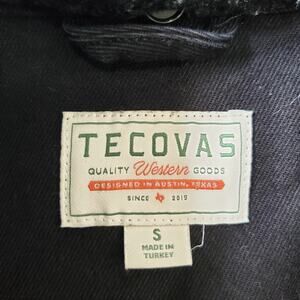 TECOVAS
QUALITY Western GOODS
DESIGNED IN AUSTIN, TEXAS
SINCE 2015
S
MADE IN
TURKEY